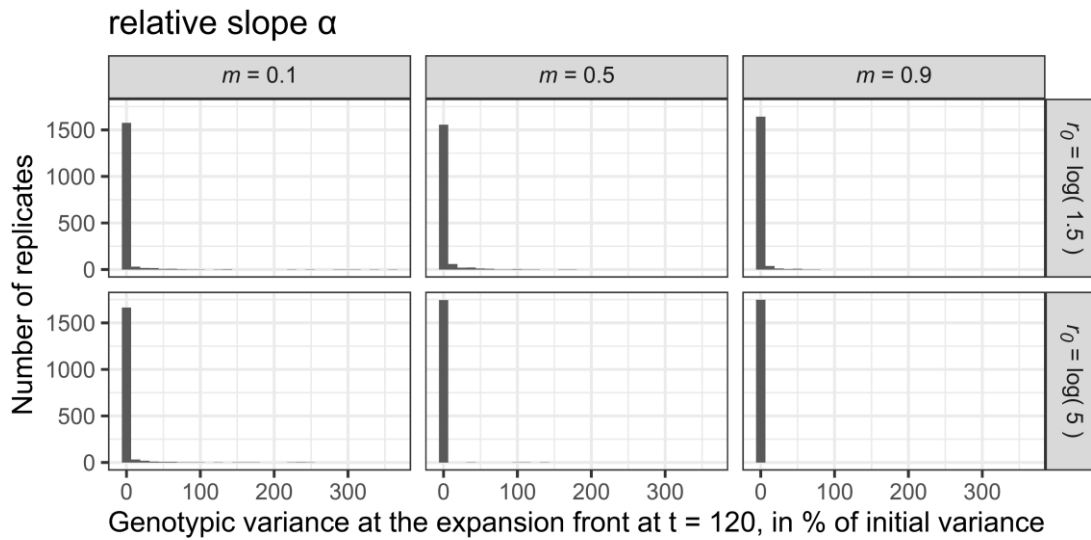 relative slope α
m = 0.1
m = 0.5
m = 0.9
Number of replicates
1500
1000
500
0
r0 = log( 1.5 )
1500
1000
500
0
r0 = log( 5 )
0 100 200 300
0 100 200 300
0 100 200 300
Genotypic variance at the expansion front at t = 120, in % of initial variance